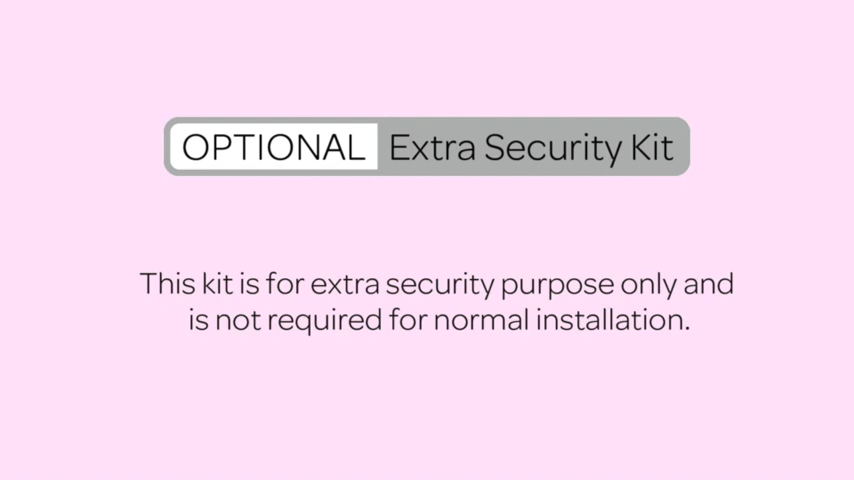 OPTIONAL Extra Security Kit
This kit is for extra security purpose only and
is not required for normal installation.